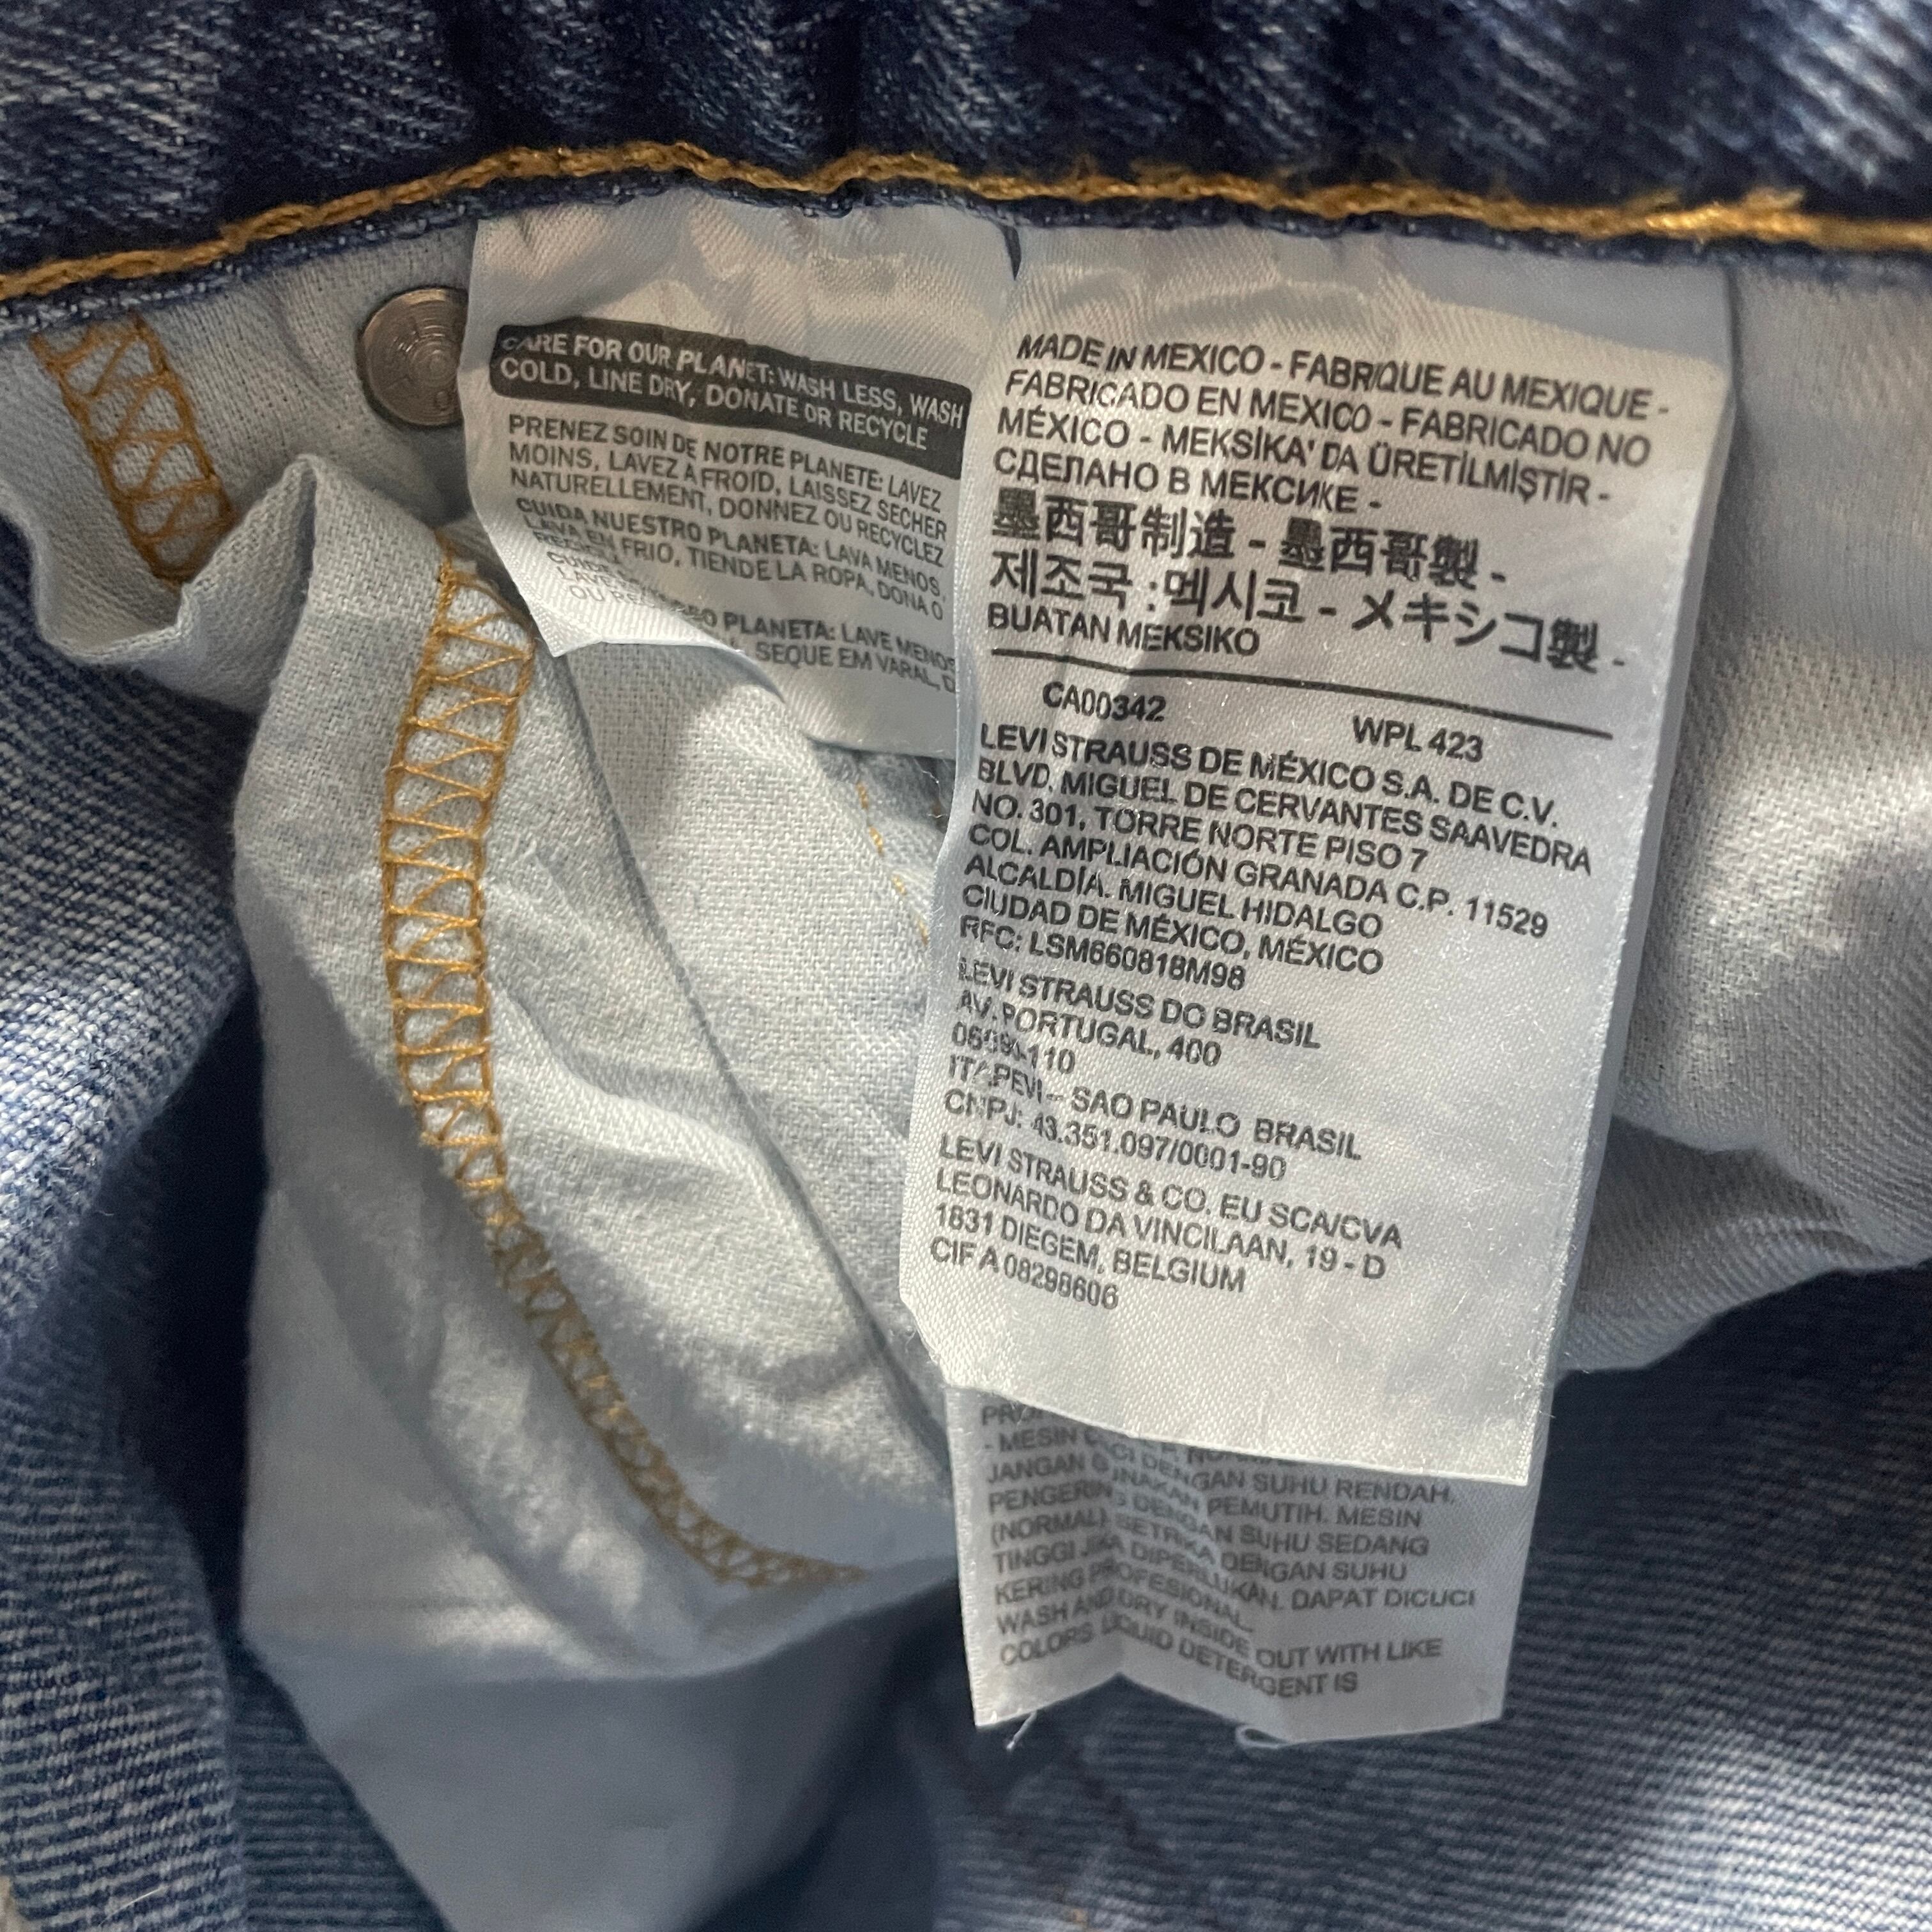 CARE FOR OUR PLANET: WASH LESS, WASH
COLD, LINE DRY, DONATE OR RECYCLE
PRENEZ SOIN DE NOTRE PLANETE: LAVEZ
MOINS, LAVEZ A FROID, LAISSEZ SECHER
NATURELLEMENT, DONNEZ OU RECYCLEZ
CUIDA NUESTRO PLANETA: LAVA MENOS,
LAVA EN FRIO, TIENDE LA ROPA, DONA O
PLANETA: LAVE MENOS
SEQUE EM VARAL, D
MADE IN MEXICO - FABRIQUE AU MEXIQUE -
FABRICADO EN MEXICO - FABRICADO NO
MÉXICO - MEKSİKA' DA ÜRETİLMİŞTİR -
СДЕЛАНО В МЕКСИКЕ -
墨西哥制造 - 墨西哥製 -
제조국 :멕시코 - メキシコ製 -
BUATAN MEKSIKO
CA00342 WPL 423
LEVI STRAUSS DE MÉXICO S.A. DE C.V.
BLVD. MIGUEL DE CERVANTES SAAVEDRA
NO. 301, TORRE NORTE PISO 7
COL. AMPLIACIÓN GRANADA C.P. 11529
ALCALDÍA. MIGUEL HIDALGO
CIUDAD DE MÉXICO, MÉXICO
RFC: LSM660818M98
LEVI STRAUSS DO BRASIL
AV. PORTUGAL, 400
ITAPEVI - SAO PAULO BRASIL
CNPJ: 43.351.097/0001-90
LEVI STRAUSS & CO. EU SCA/CVA
LEONARDO DA VINCILAAN, 19 - D
1831 DIEGEM, BELGIUM
CIF A 08298606
- MESIN
JANGAN DENGAN SUHU RENDAH.
PENGERING PEMUTIH. MESIN
(NORMAL) SETRIKA DENGAN SUHU SEDANG
TINGGI JIKA DIPERLUKAN. DENGAN SUHU
KERING PROFESIONAL. DAPAT DICUCI
WASH AND DRY INSIDE OUT WITH LIKE
COLORS LIQUID DETERGENT IS